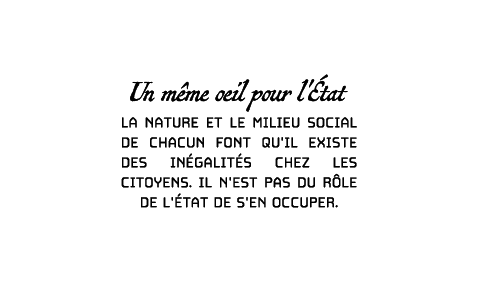 Un même oeil pour l'État
LA NATURE ET LE MILIEU SOCIAL
DE CHACUN FONT QU'IL EXISTE
DES INÉGALITÉS CHEZ LES
CITOYENS. IL N'EST PAS DU RÔLE
DE L'ÉTAT DE S'EN OCCUPER.